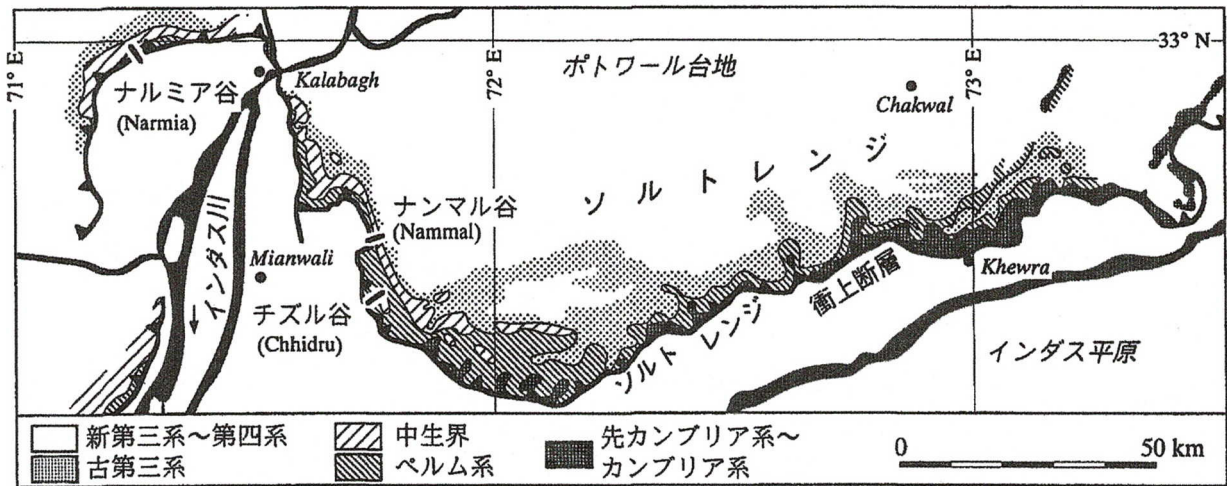 71° E
72° E
73° E
33° N
ポトワール台地
Kalabagh
Chakwal
ナルミア谷
(Narmia)
ソルトレンジ
ナンマル谷
(Nammal)
インダス川
Mianwali
チズル谷
(Chhidru)
Khewra
ソルトレンジ 衝上断層
インダス平原
新第三系～第四系
古第三系
中生界
ペルム系
先カンブリア系～
カンブリア系
0 50 km